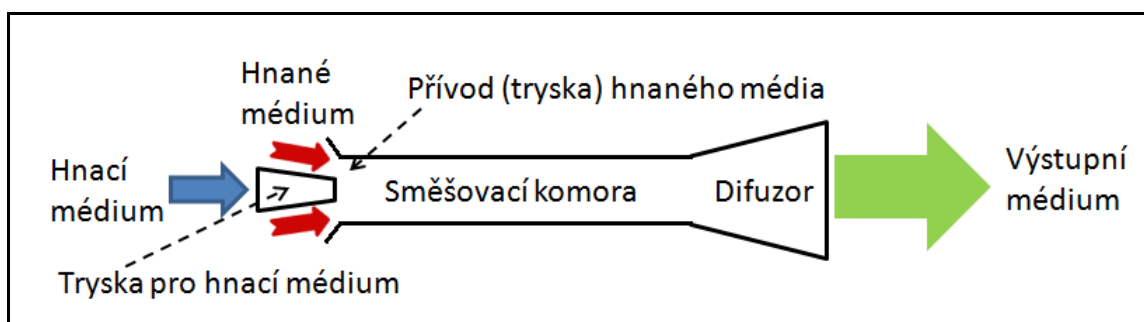 Hnané
médium
Přívod (tryska) hnaného média
Hnací
médium
Směšovací komora
Difuzor
Výstupní
médium
Tryska pro hnací médium